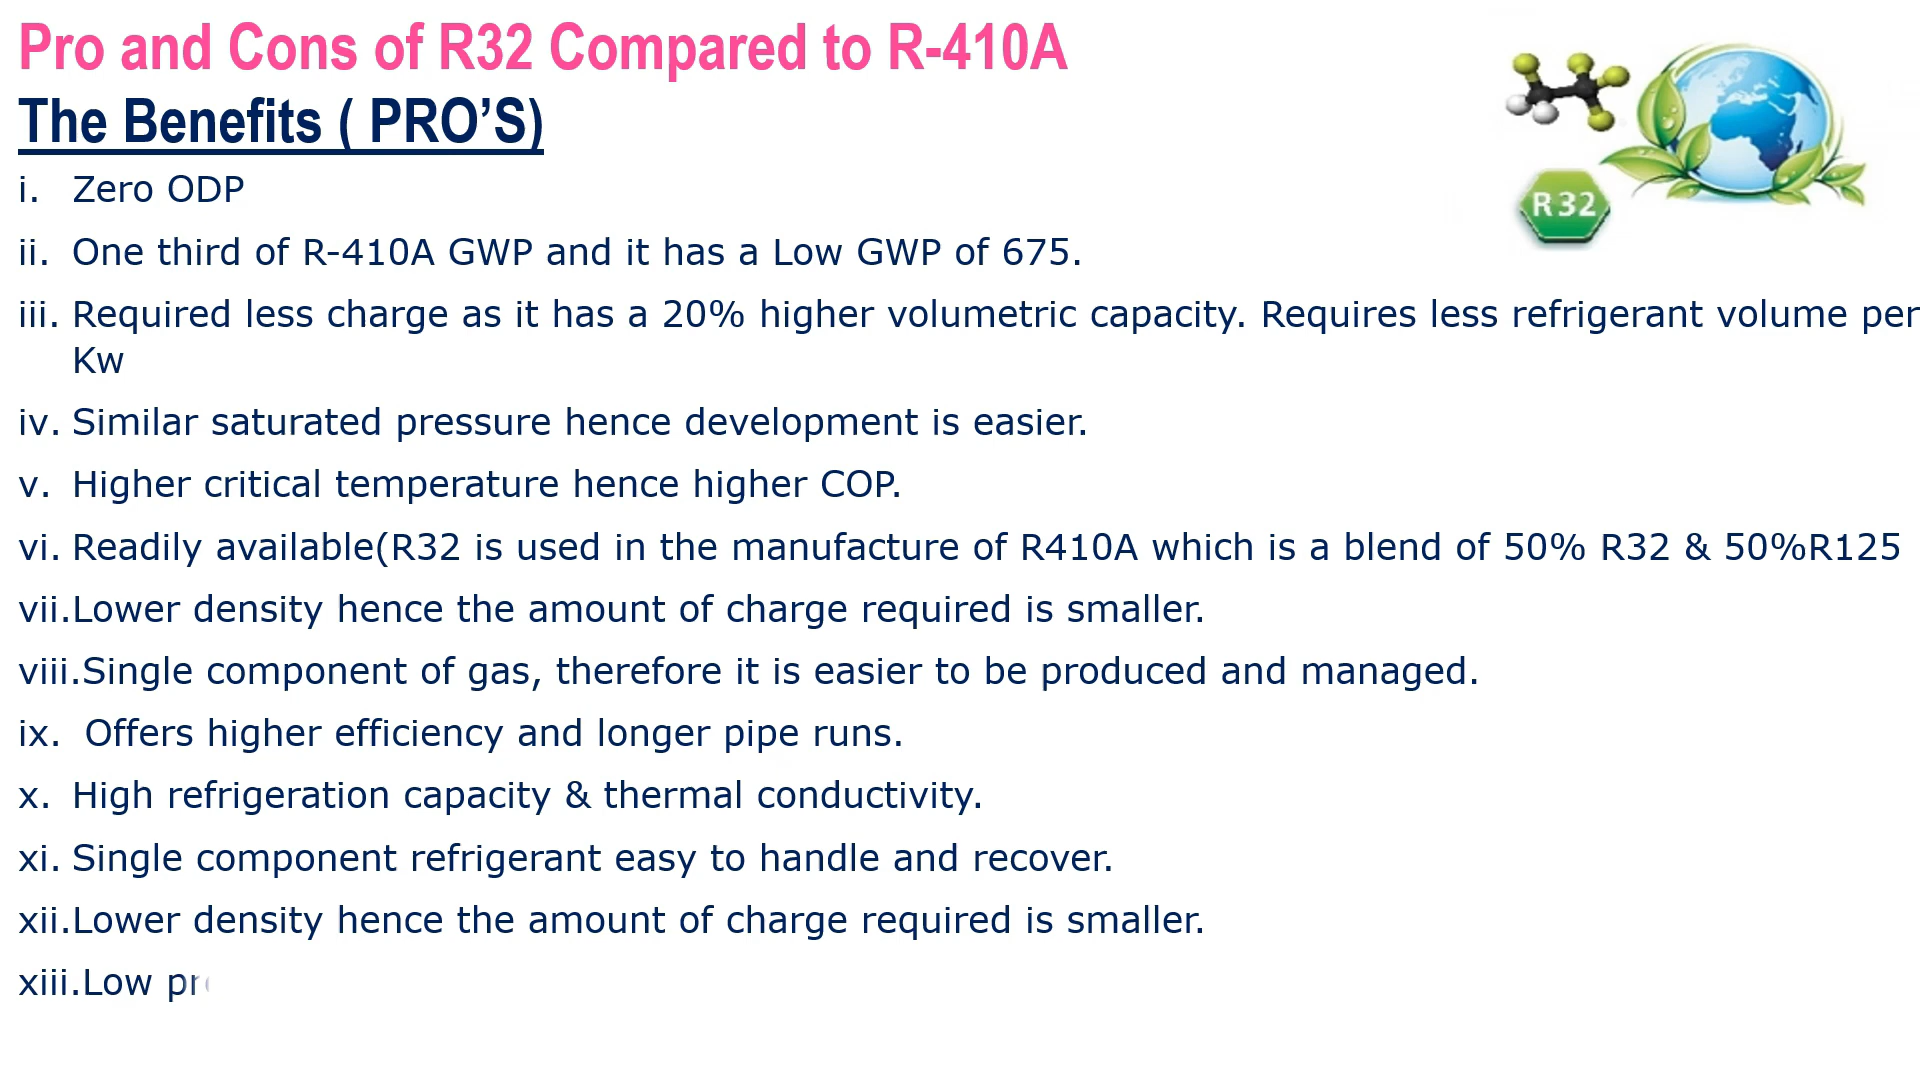 Pro and Cons of R32 Compared to R-410A
The Benefits ( PRO’S)
R 32
i. Zero ODP
ii. One third of R-410A GWP and it has a Low GWP of 675.
iii. Required less charge as it has a 20% higher volumetric capacity. Requires less refrigerant volume per
Kw
iv. Similar saturated pressure hence development is easier.
v. Higher critical temperature hence higher COP.
vi. Readily available(R32 is used in the manufacture of R410A which is a blend of 50% R32 & 50%R125
vii.Lower density hence the amount of charge required is smaller.
viii.Single component of gas, therefore it is easier to be produced and managed.
ix. Offers higher efficiency and longer pipe runs.
x. High refrigeration capacity & thermal conductivity.
xi. Single component refrigerant easy to handle and recover.
xii.Lower density hence the amount of charge required is smaller.
xiii.Low